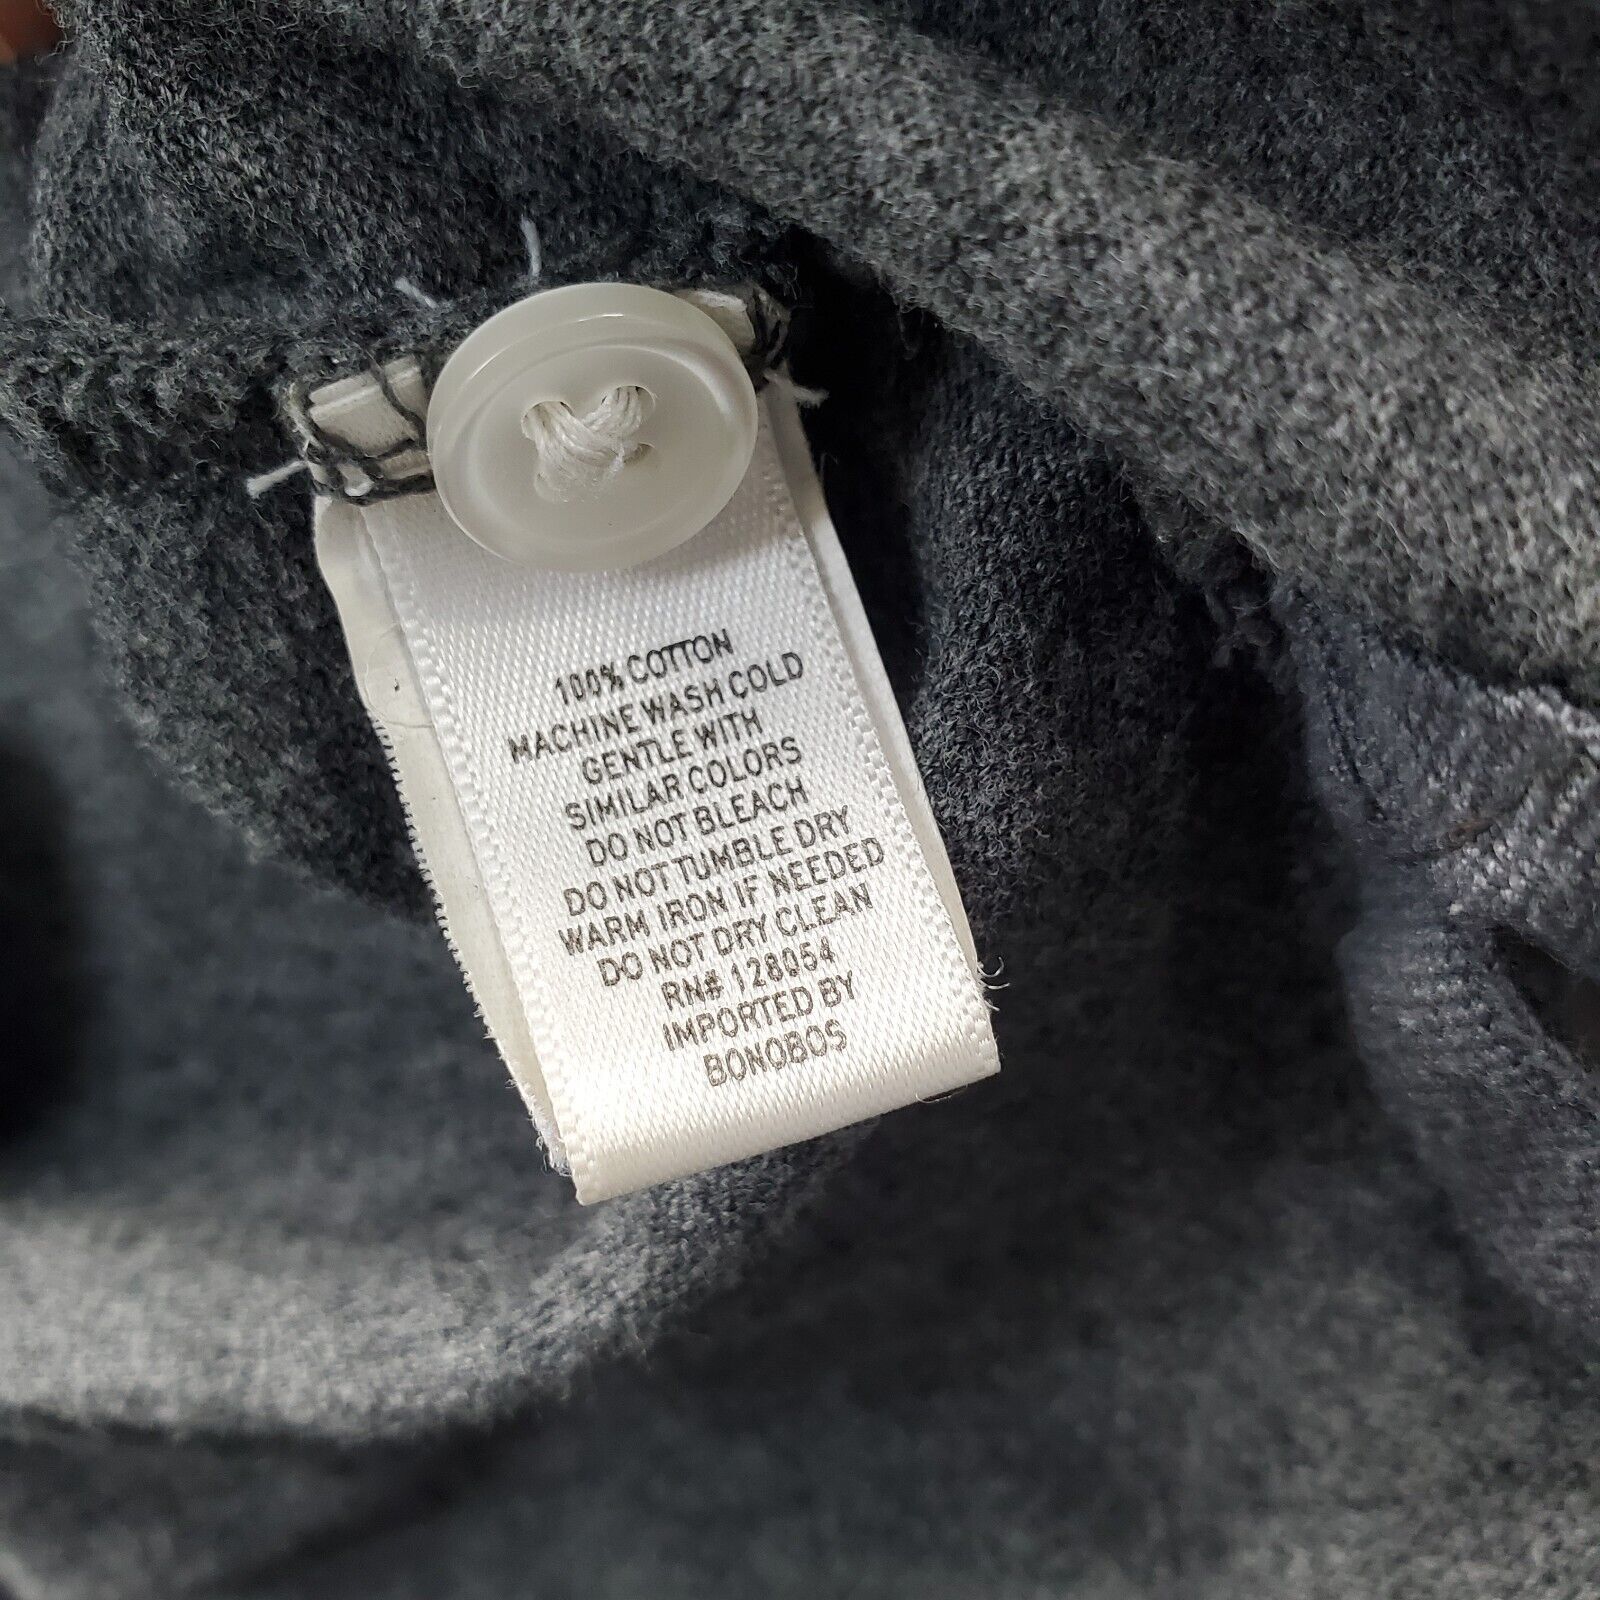 100% COTTON
MACHINE WASH COLD
GENTLE WITH
SIMILAR COLORS
DO NOT BLEACH
DO NOT TUMBLE DRY
WARM IRON IF NEEDED
DO NOT DRY CLEAN
RN# 128054
IMPORTED BY
BONOBOS